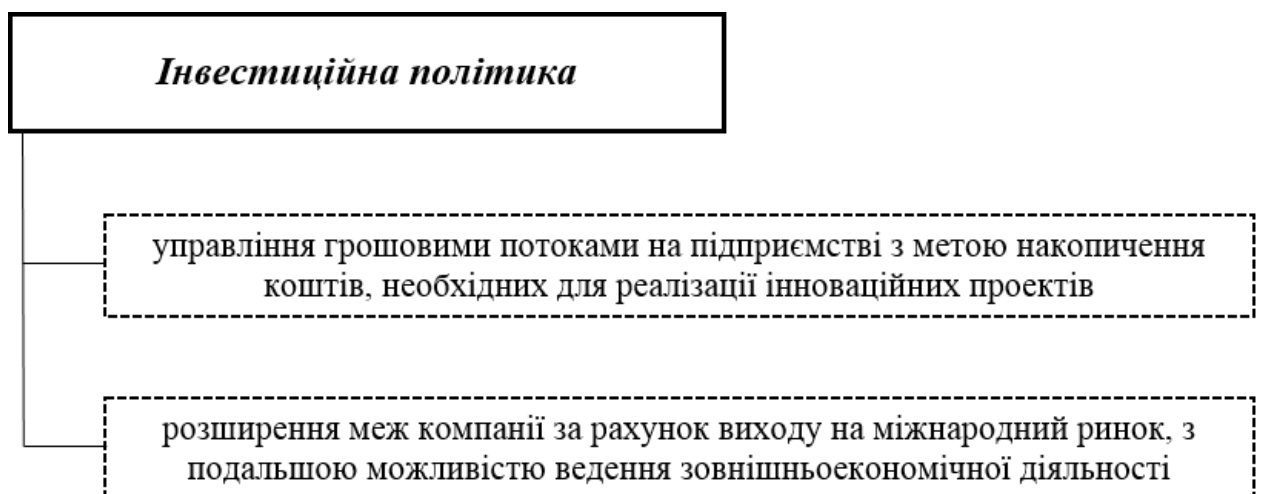 Інвестиційна політика
управління грошовими потоками на підприємстві з метою накопичення
коштів, необхідних для реалізації інноваційних проектів
розширення меж компанії за рахунок виходу на міжнародний ринок, з
подальшою можливістю ведення зовнішньоекономічної діяльності